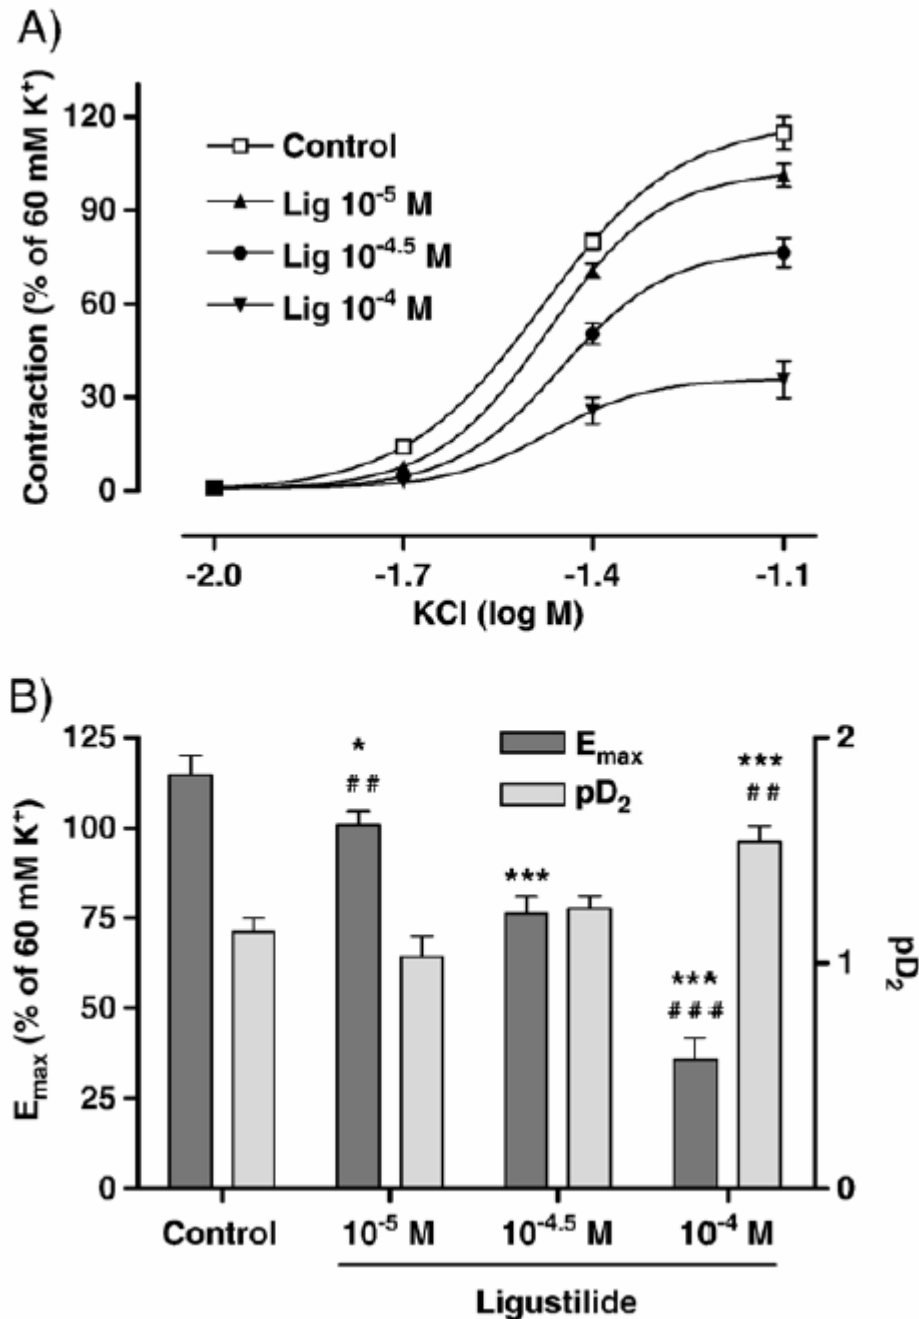 A)
Contraction (% of 60 mM K⁺)
120
90
60
30
0
Control
Lig 10⁻⁵ M
Lig 10⁻⁴·⁵ M
Lig 10⁻⁴ M
-2.0 -1.7 -1.4 -1.1
KCl (log M)
B)
Eₘₐₓ (% of 60 mM K⁺)
125
100
75
50
25
0
Eₘₐₓ
pD₂
*
##
***
***
###
***
##
2
1
0
pD₂
Control 10⁻⁵ M 10⁻⁴·⁵ M 10⁻⁴ M
Ligustilide